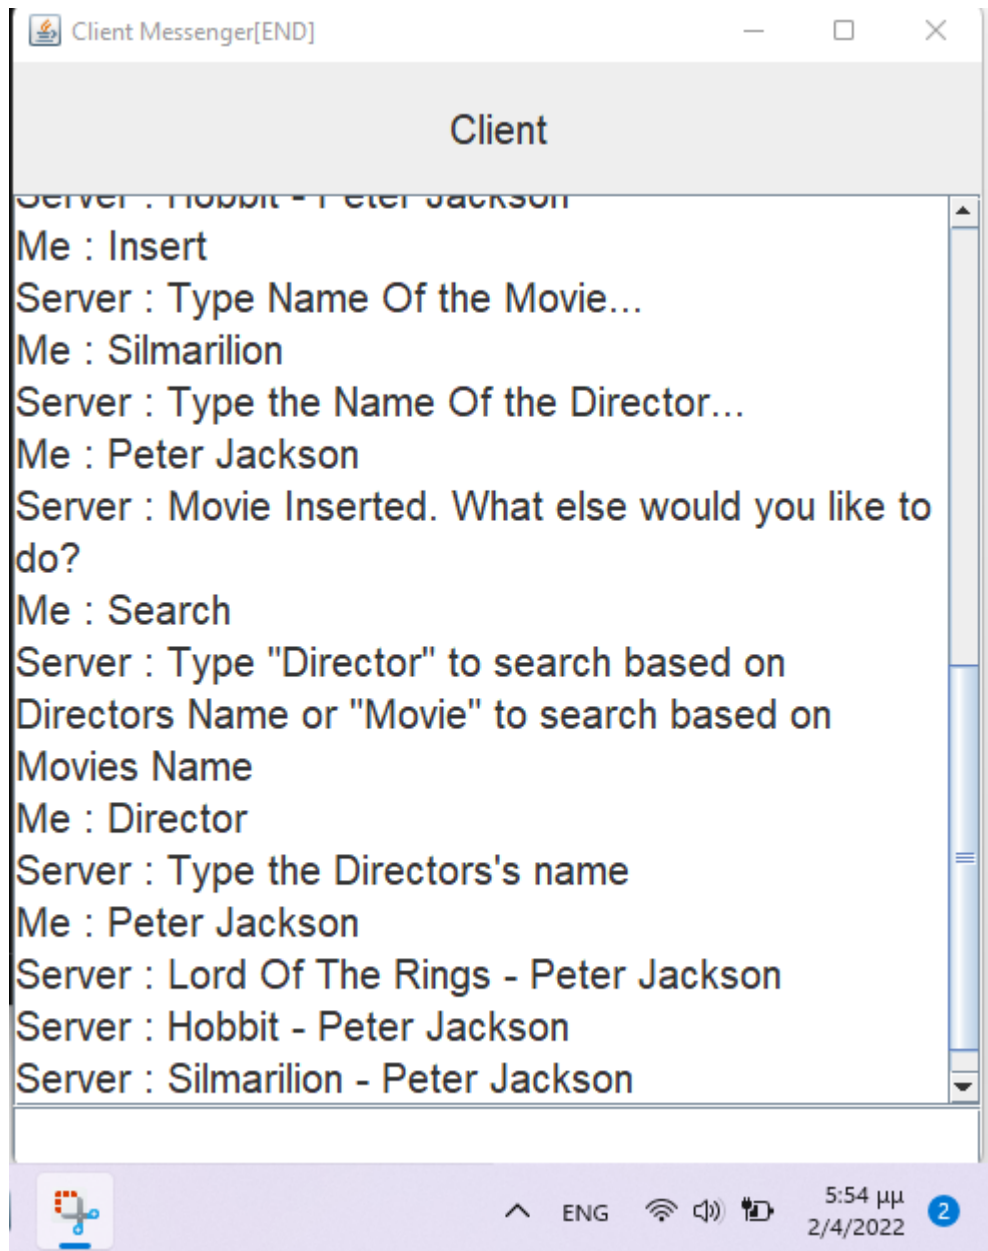 Client Messenger[END]
Client
Server : Hobbit - Peter Jackson
Me : Insert
Server : Type Name Of the Movie...
Me : Silmarilion
Server : Type the Name Of the Director...
Me : Peter Jackson
Server : Movie Inserted. What else would you like to
do?
Me : Search
Server : Type "Director" to search based on
Directors Name or "Movie" to search based on
Movies Name
Me : Director
Server : Type the Directors's name
Me : Peter Jackson
Server : Lord Of The Rings - Peter Jackson
Server : Hobbit - Peter Jackson
Server : Silmarilion - Peter Jackson
ENG
5:54 μμ
2/4/2022
2